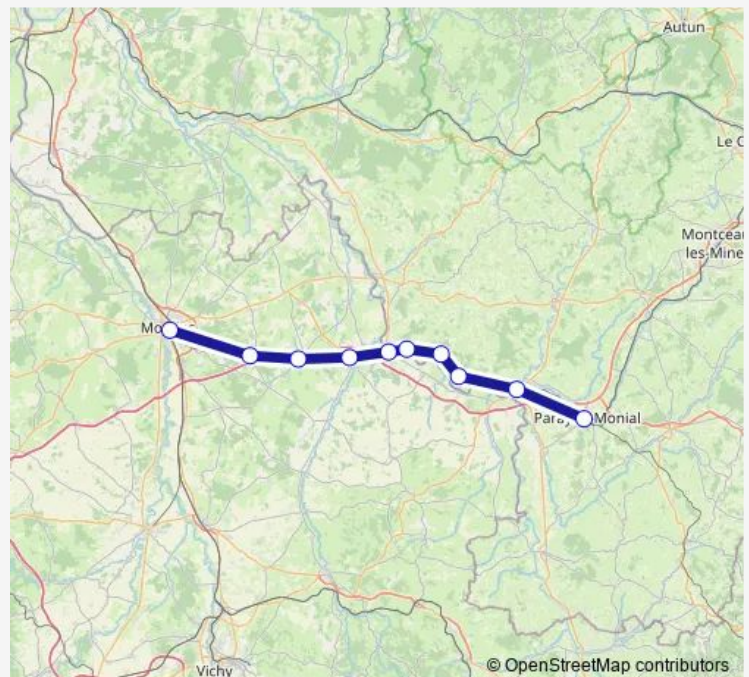 Autun
Le C
Montceau
les-Mine
Mo
Paray Monial
Vichy
© OpenStreetMap contributors